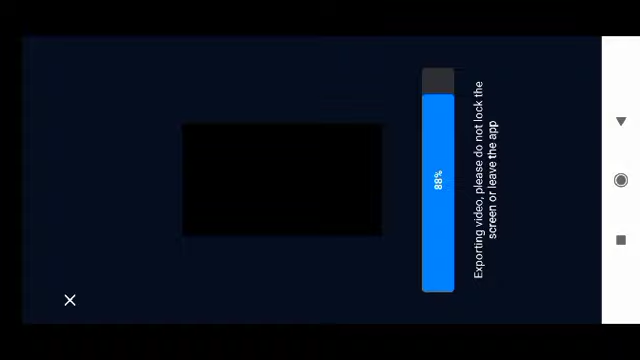 88%
Exporting video, please do not lock the
screen or leave the app